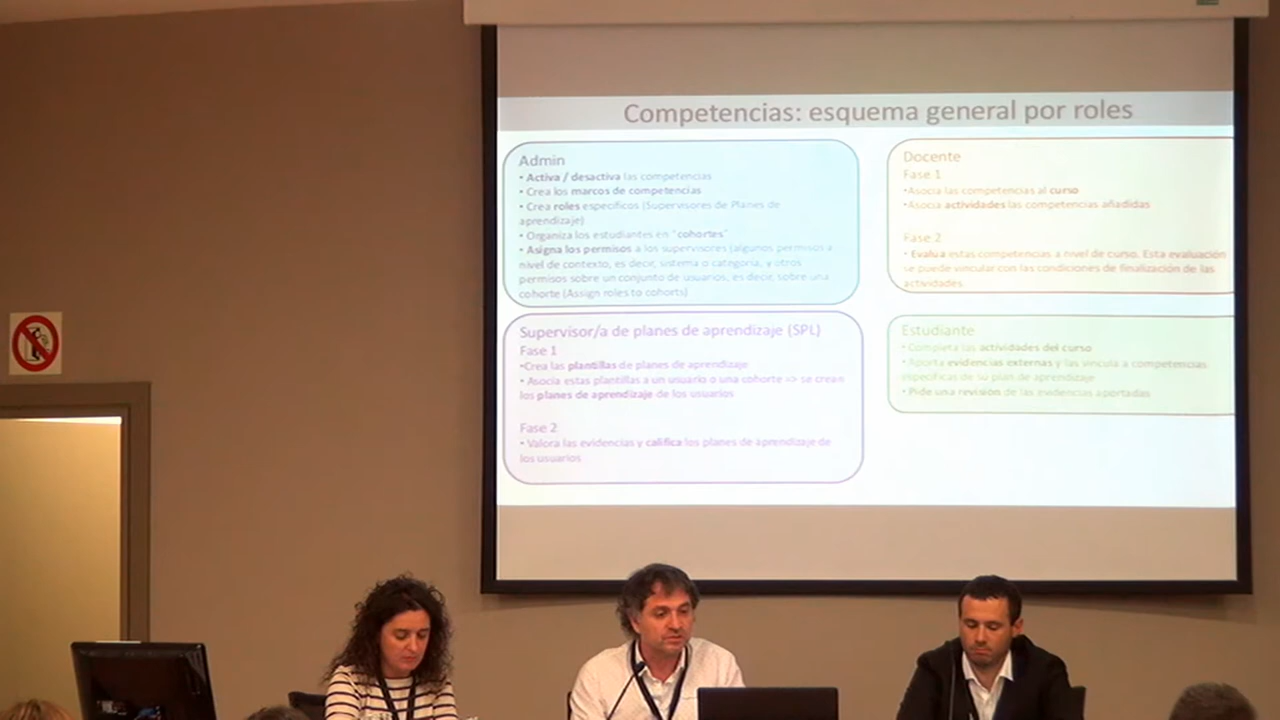 Competencias: esquema general por roles
Admin
• Activa / desactiva las competencias
• Crea los marcos de competencias
• Crea roles específicos (Supervisores de Planes de
aprendizaje)
• Organiza los estudiantes en "cohortes"
• Asigna los permisos a los supervisores (algunos permisos a
nivel de contexto, es decir, sistema o categoría, y otros
permisos sobre un conjunto de usuarios, es decir, sobre una
cohorte (Assign roles to cohorts)
Supervisor/a de planes de aprendizaje (SPL)
Fase 1
•Crea las plantillas de planes de aprendizaje
• Asocia estas plantillas a un usuario o una cohorte => se crean
los planes de aprendizaje de los usuarios
Fase 2
• Valora las evidencias y califica los planes de aprendizaje de
los usuarios
Docente
Fase 1
•Asocia las competencias al curso
•Asocia actividades las competencias añadidas
Fase 2
• Evalua estas competencias a nivel de curso. Esta evaluación
se puede vincular con las condiciones de finalización de las
actividades
Estudiante
• Completa las actividades del curso
• Aporta evidencias externas y las vincula a competencias
específicas de su plan de aprendizaje
• Pide una revisión de las evidencias aportadas